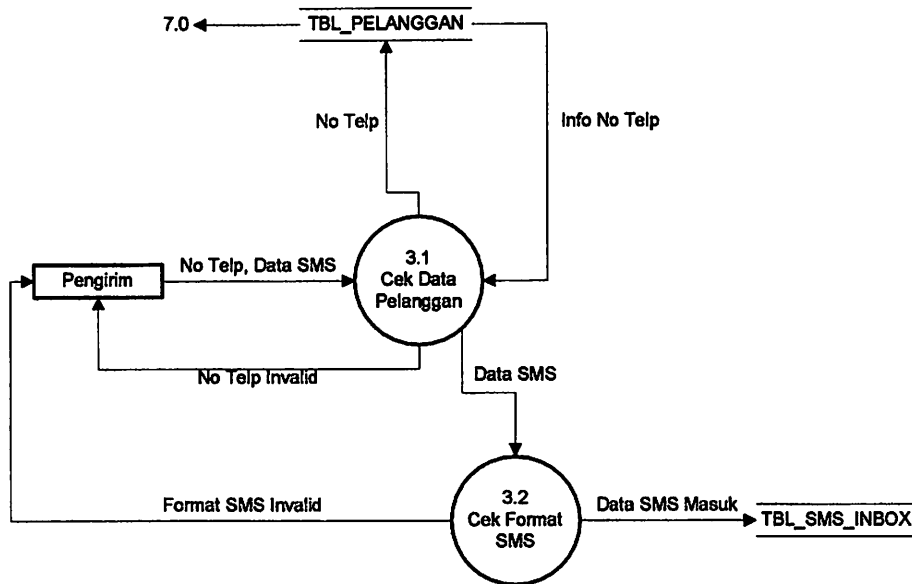 7.0
TBL_PELANGGAN
No Telp
Info No Telp
3.1
Cek Data
Pelanggan
No Telp, Data SMS
Pengirim
No Telp Invalid
Data SMS
3.2
Cek Format
SMS
Format SMS Invalid
Data SMS Masuk
TBL_SMS_INBOX